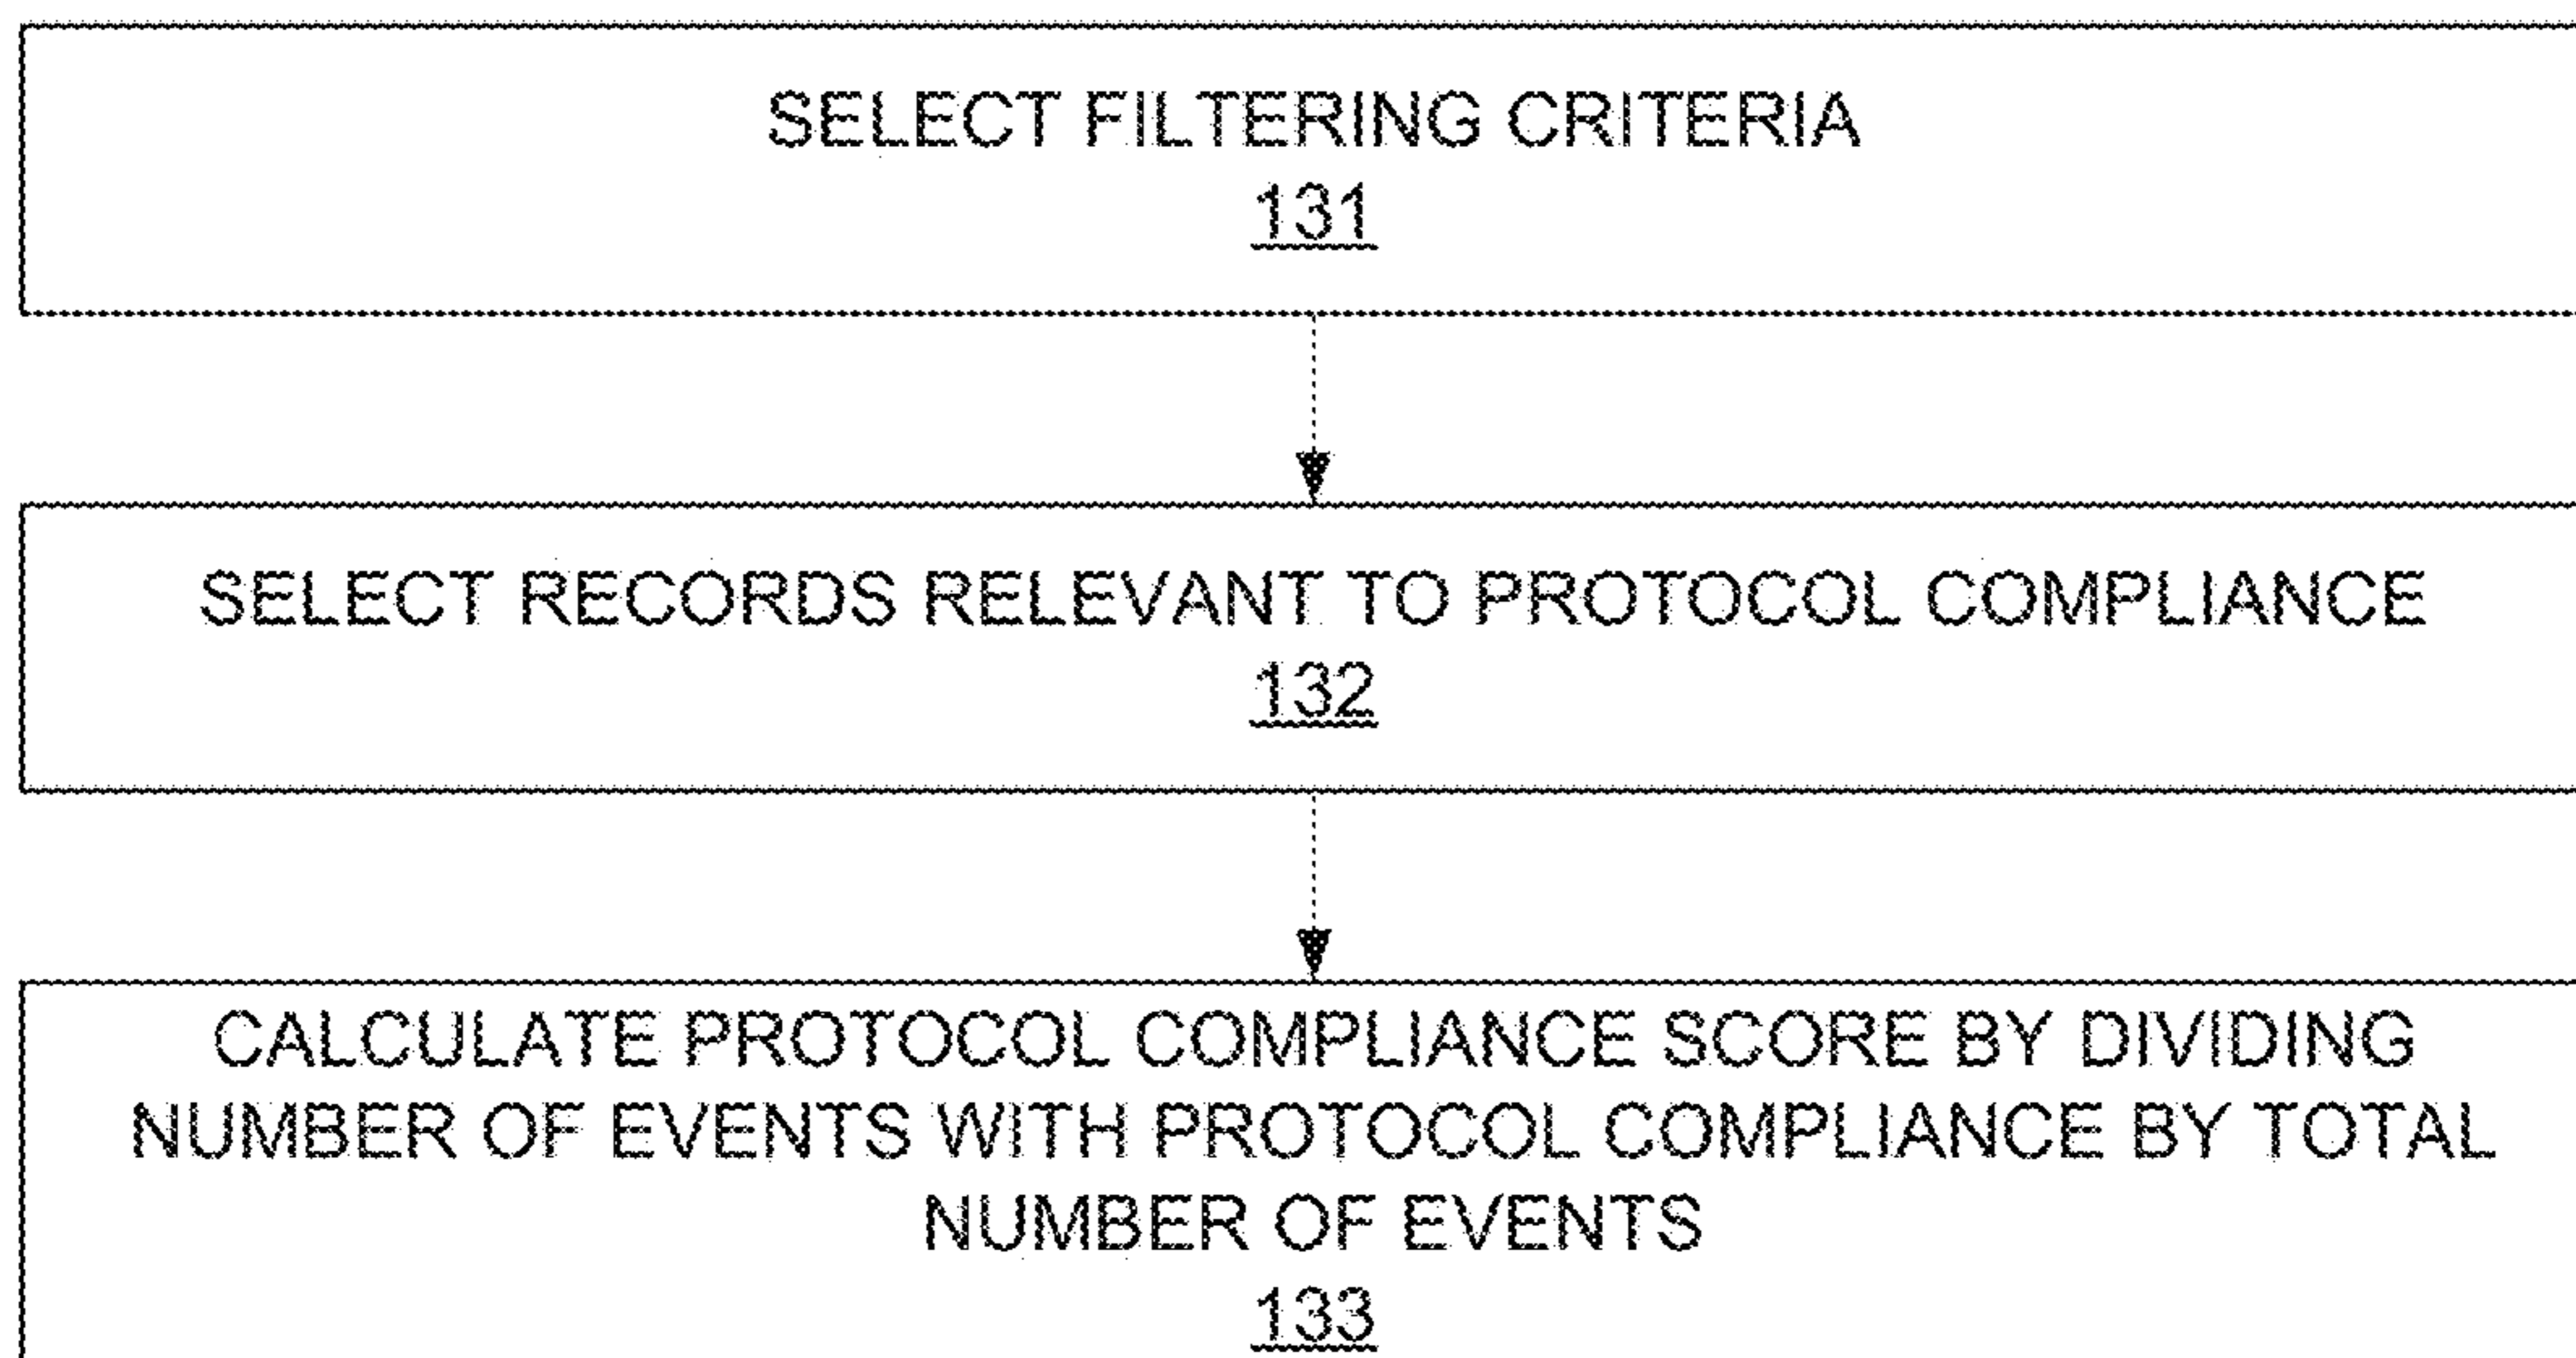 SELECT FILTERING CRITERIA
131
SELECT RECORDS RELEVANT TO PROTOCOL COMPLIANCE
132
CALCULATE PROTOCOL COMPLIANCE SCORE BY DIVIDING
NUMBER OF EVENTS WITH PROTOCOL COMPLIANCE BY TOTAL
NUMBER OF EVENTS
133